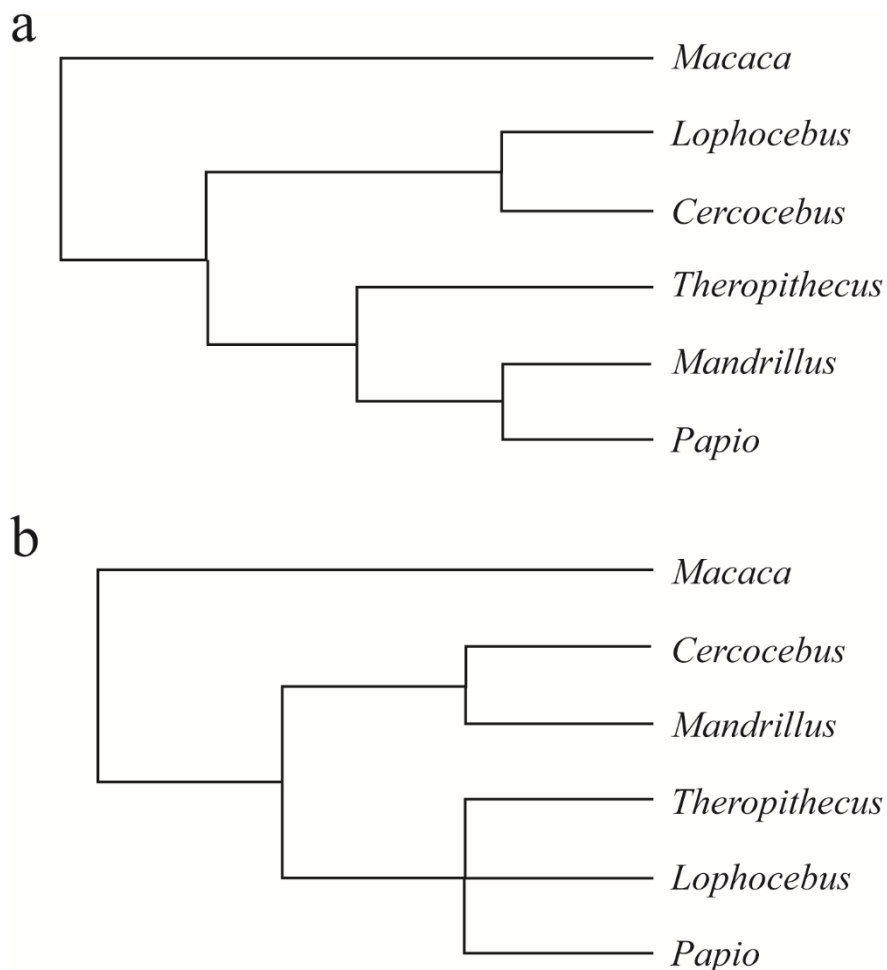 a
Macaca
Lophocebus
Cercocebus
Theropithecus
Mandrillus
Papio
b
Macaca
Cercocebus
Mandrillus
Theropithecus
Lophocebus
Papio